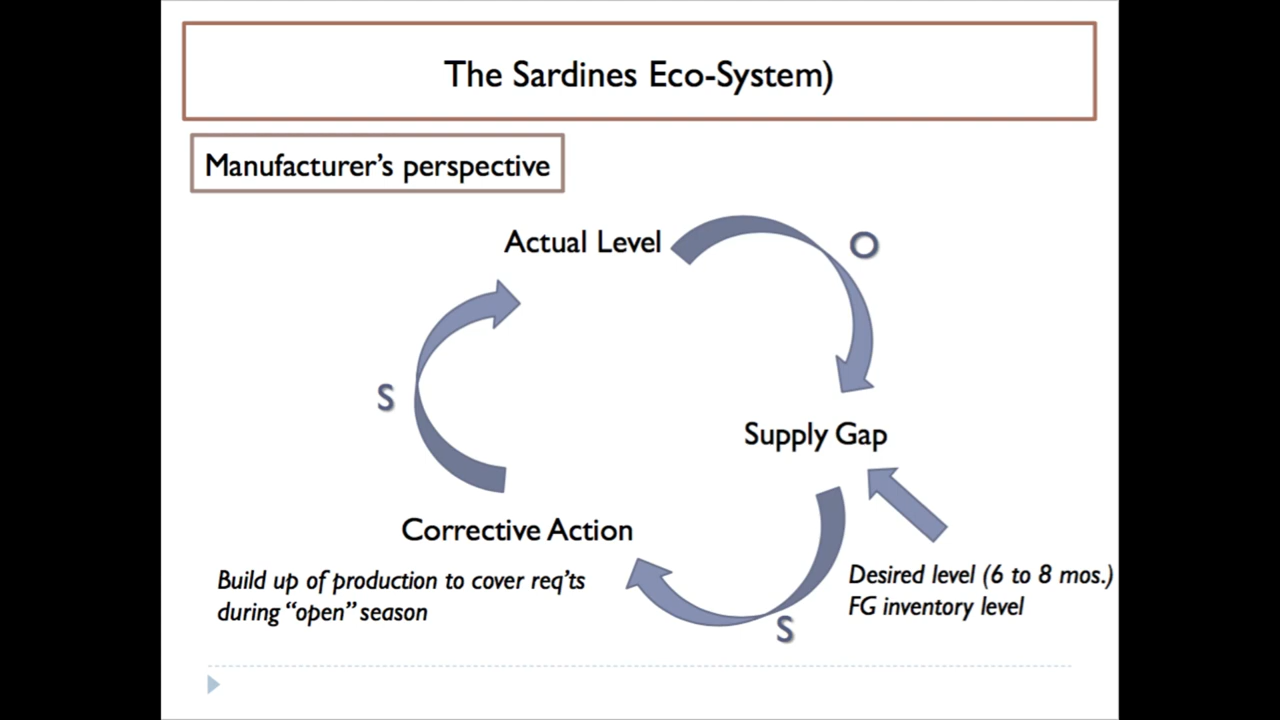 The Sardines Eco-System)
Manufacturer's perspective
Actual Level
O
S
Supply Gap
Corrective Action
Build up of production to cover req'ts
during "open" season
Desired level (6 to 8 mos.)
FG inventory level
S